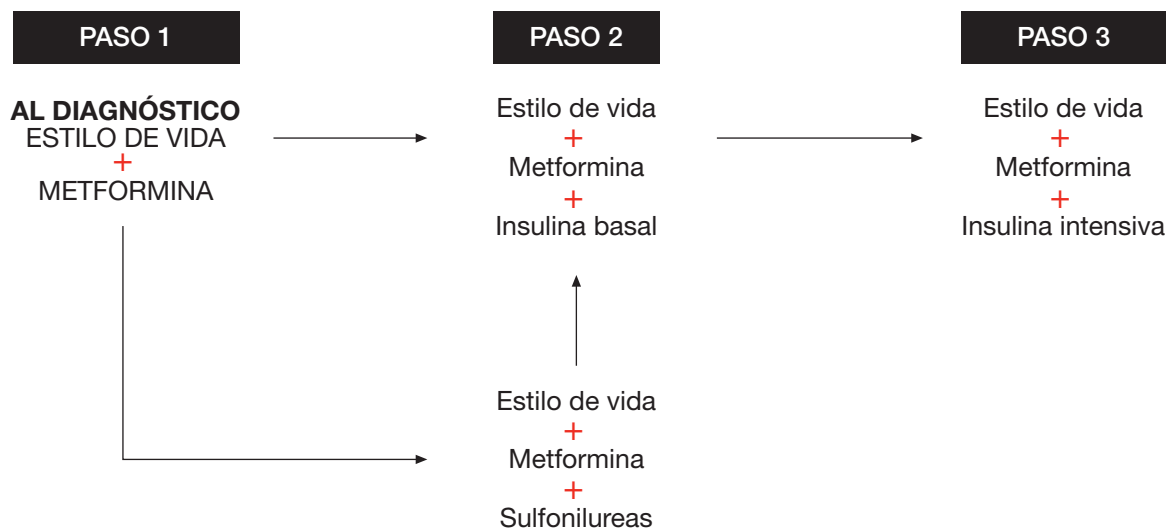 PASO 1
AL DIAGNÓSTICO
ESTILO DE VIDA
+
METFORMINA
PASO 2
Estilo de vida
+
Metformina
+
Insulina basal
Estilo de vida
+
Metformina
+
Sulfonilureas
PASO 3
Estilo de vida
+
Metformina
+
Insulina intensiva